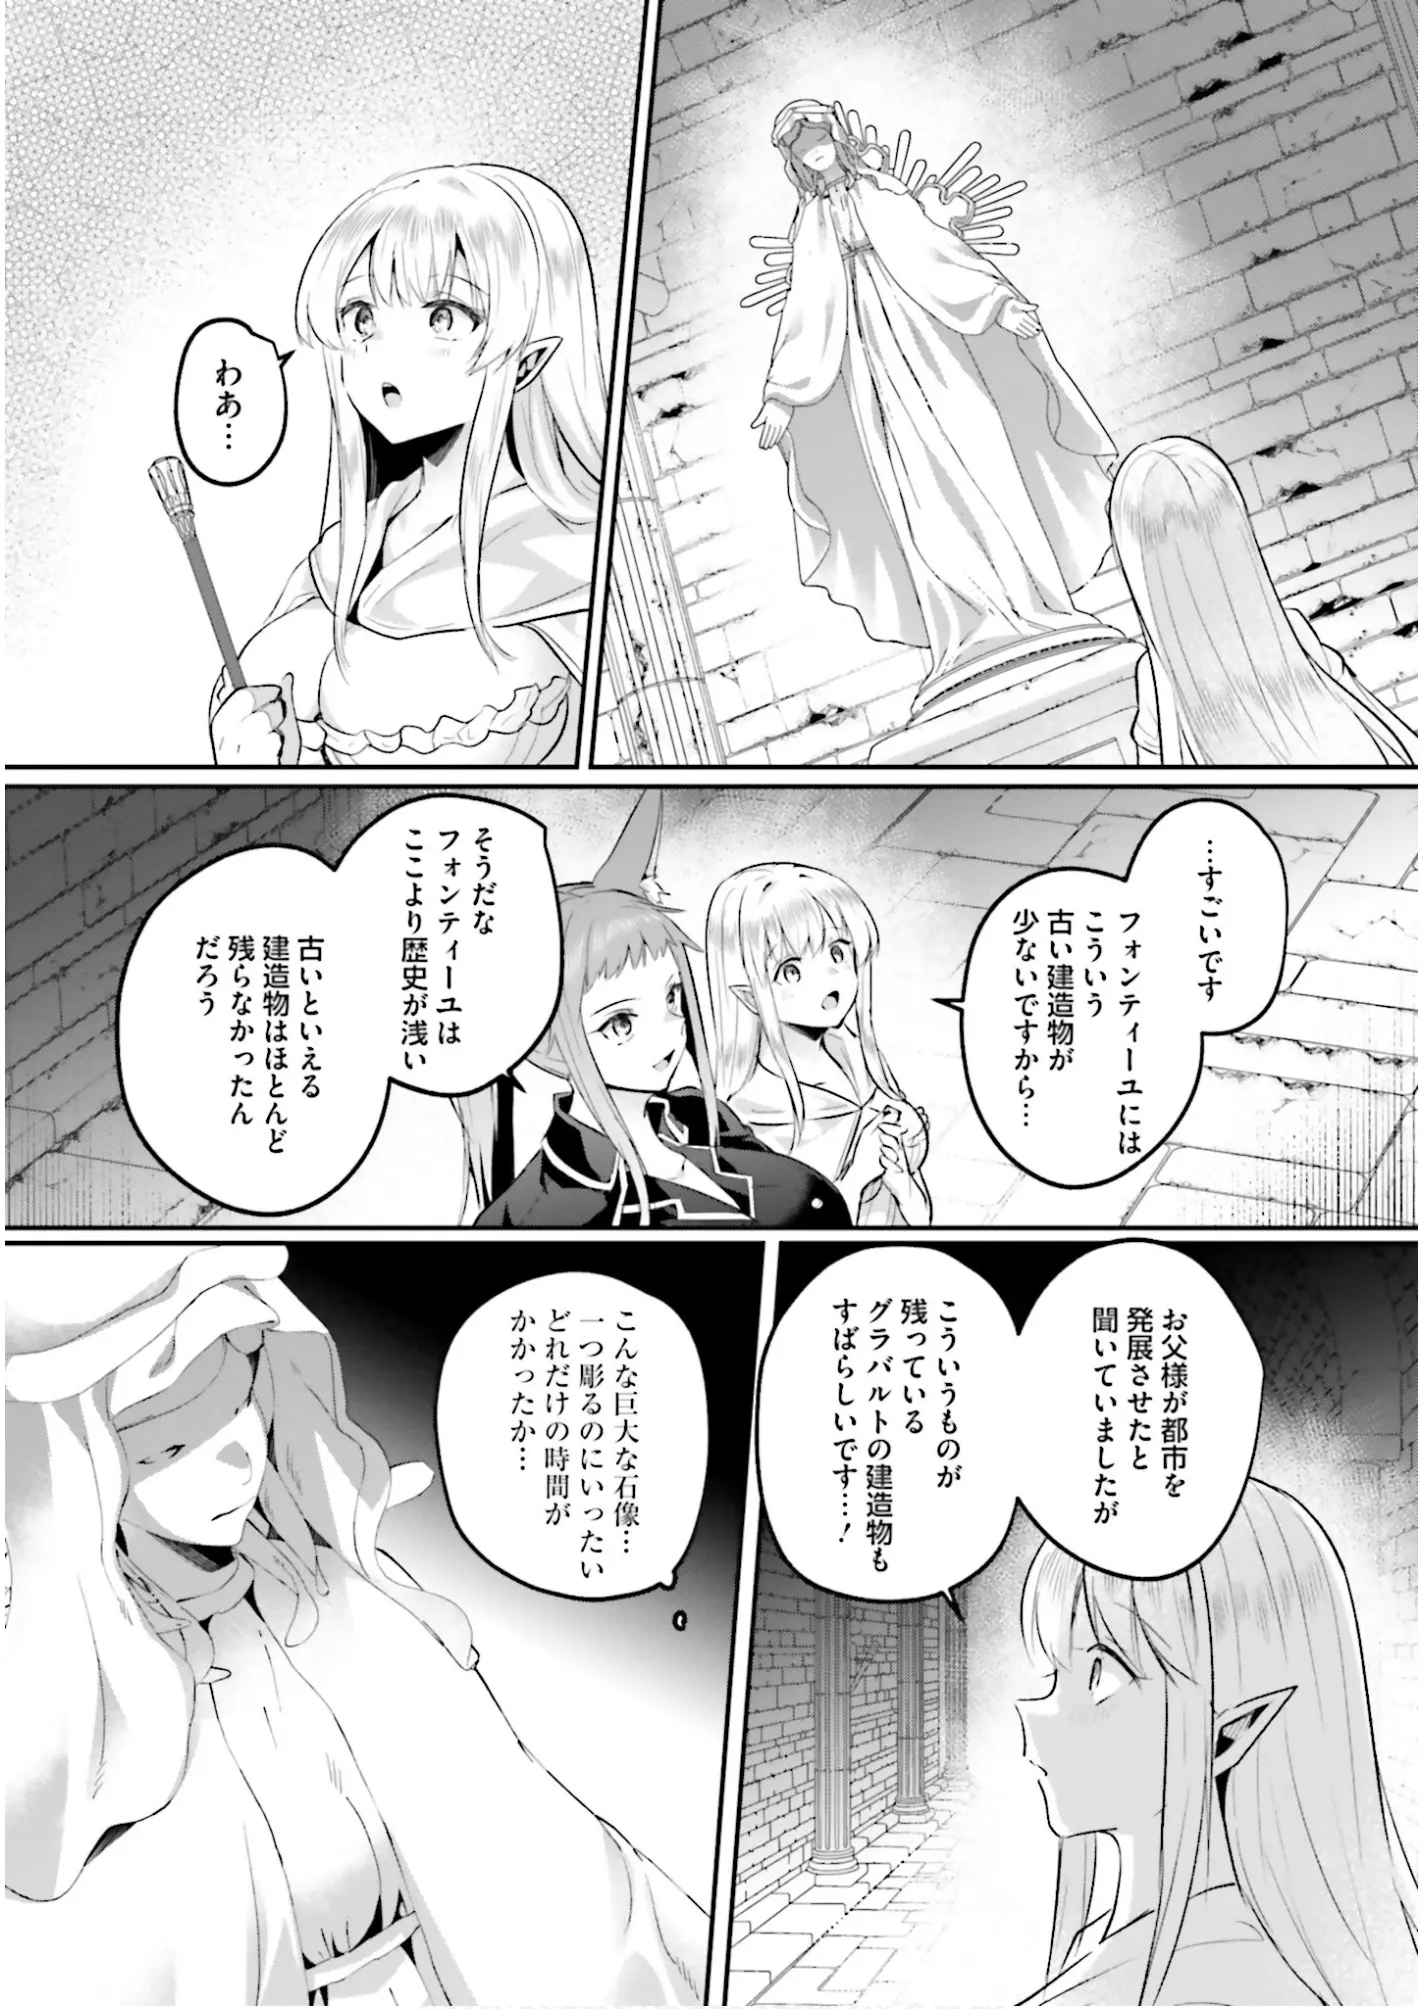 わあ…
…すごいです
フォンティーユには
こういう
古い建造物が
少ないですから…
そうだな
フォンティーユは
ここより歴史が浅い
古いといえる
建造物はほとんど
残らなかったん
だろう
お父様が都市を
発展させたと
聞いていましたが
こういうものが
残っている
グラバルトの建造物も
すばらしいです…！
こんな巨大な石像…
一つ彫るのにいったい
どれだけの時間が
かかったか…